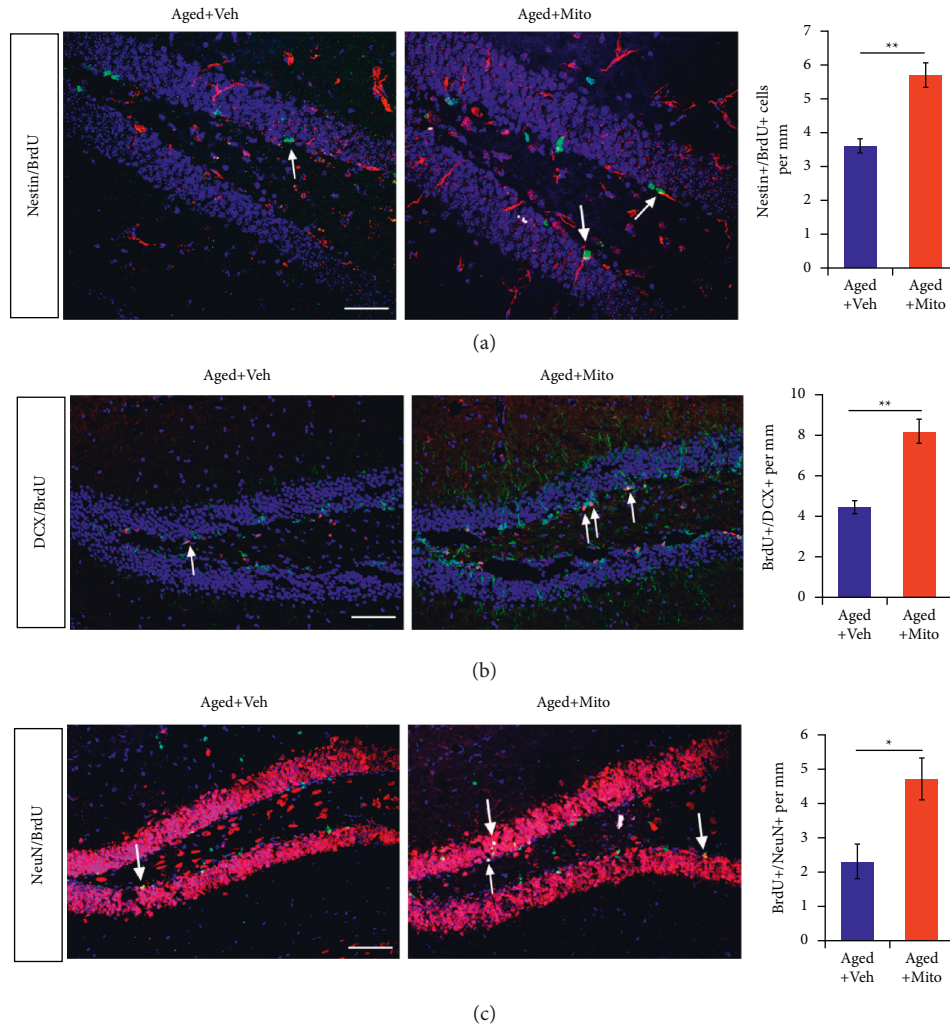 Aged+Veh
Aged+Mito
Nestin/BrdU
Nestin+/BrdU+ cells
per mm
7
6
5
4
3
2
1
0
**
Aged
+Veh
Aged
+Mito
(a)
Aged+Veh
Aged+Mito
DCX/BrdU
BrdU+/DCX+ per mm
10
8
6
4
2
0
**
Aged
+Veh
Aged
+Mito
(b)
Aged+Veh
Aged+Mito
NeuN/BrdU
BrdU+/NeuN+ per mm
6
5
4
3
2
1
0
*
Aged
+Veh
Aged
+Mito
(c)